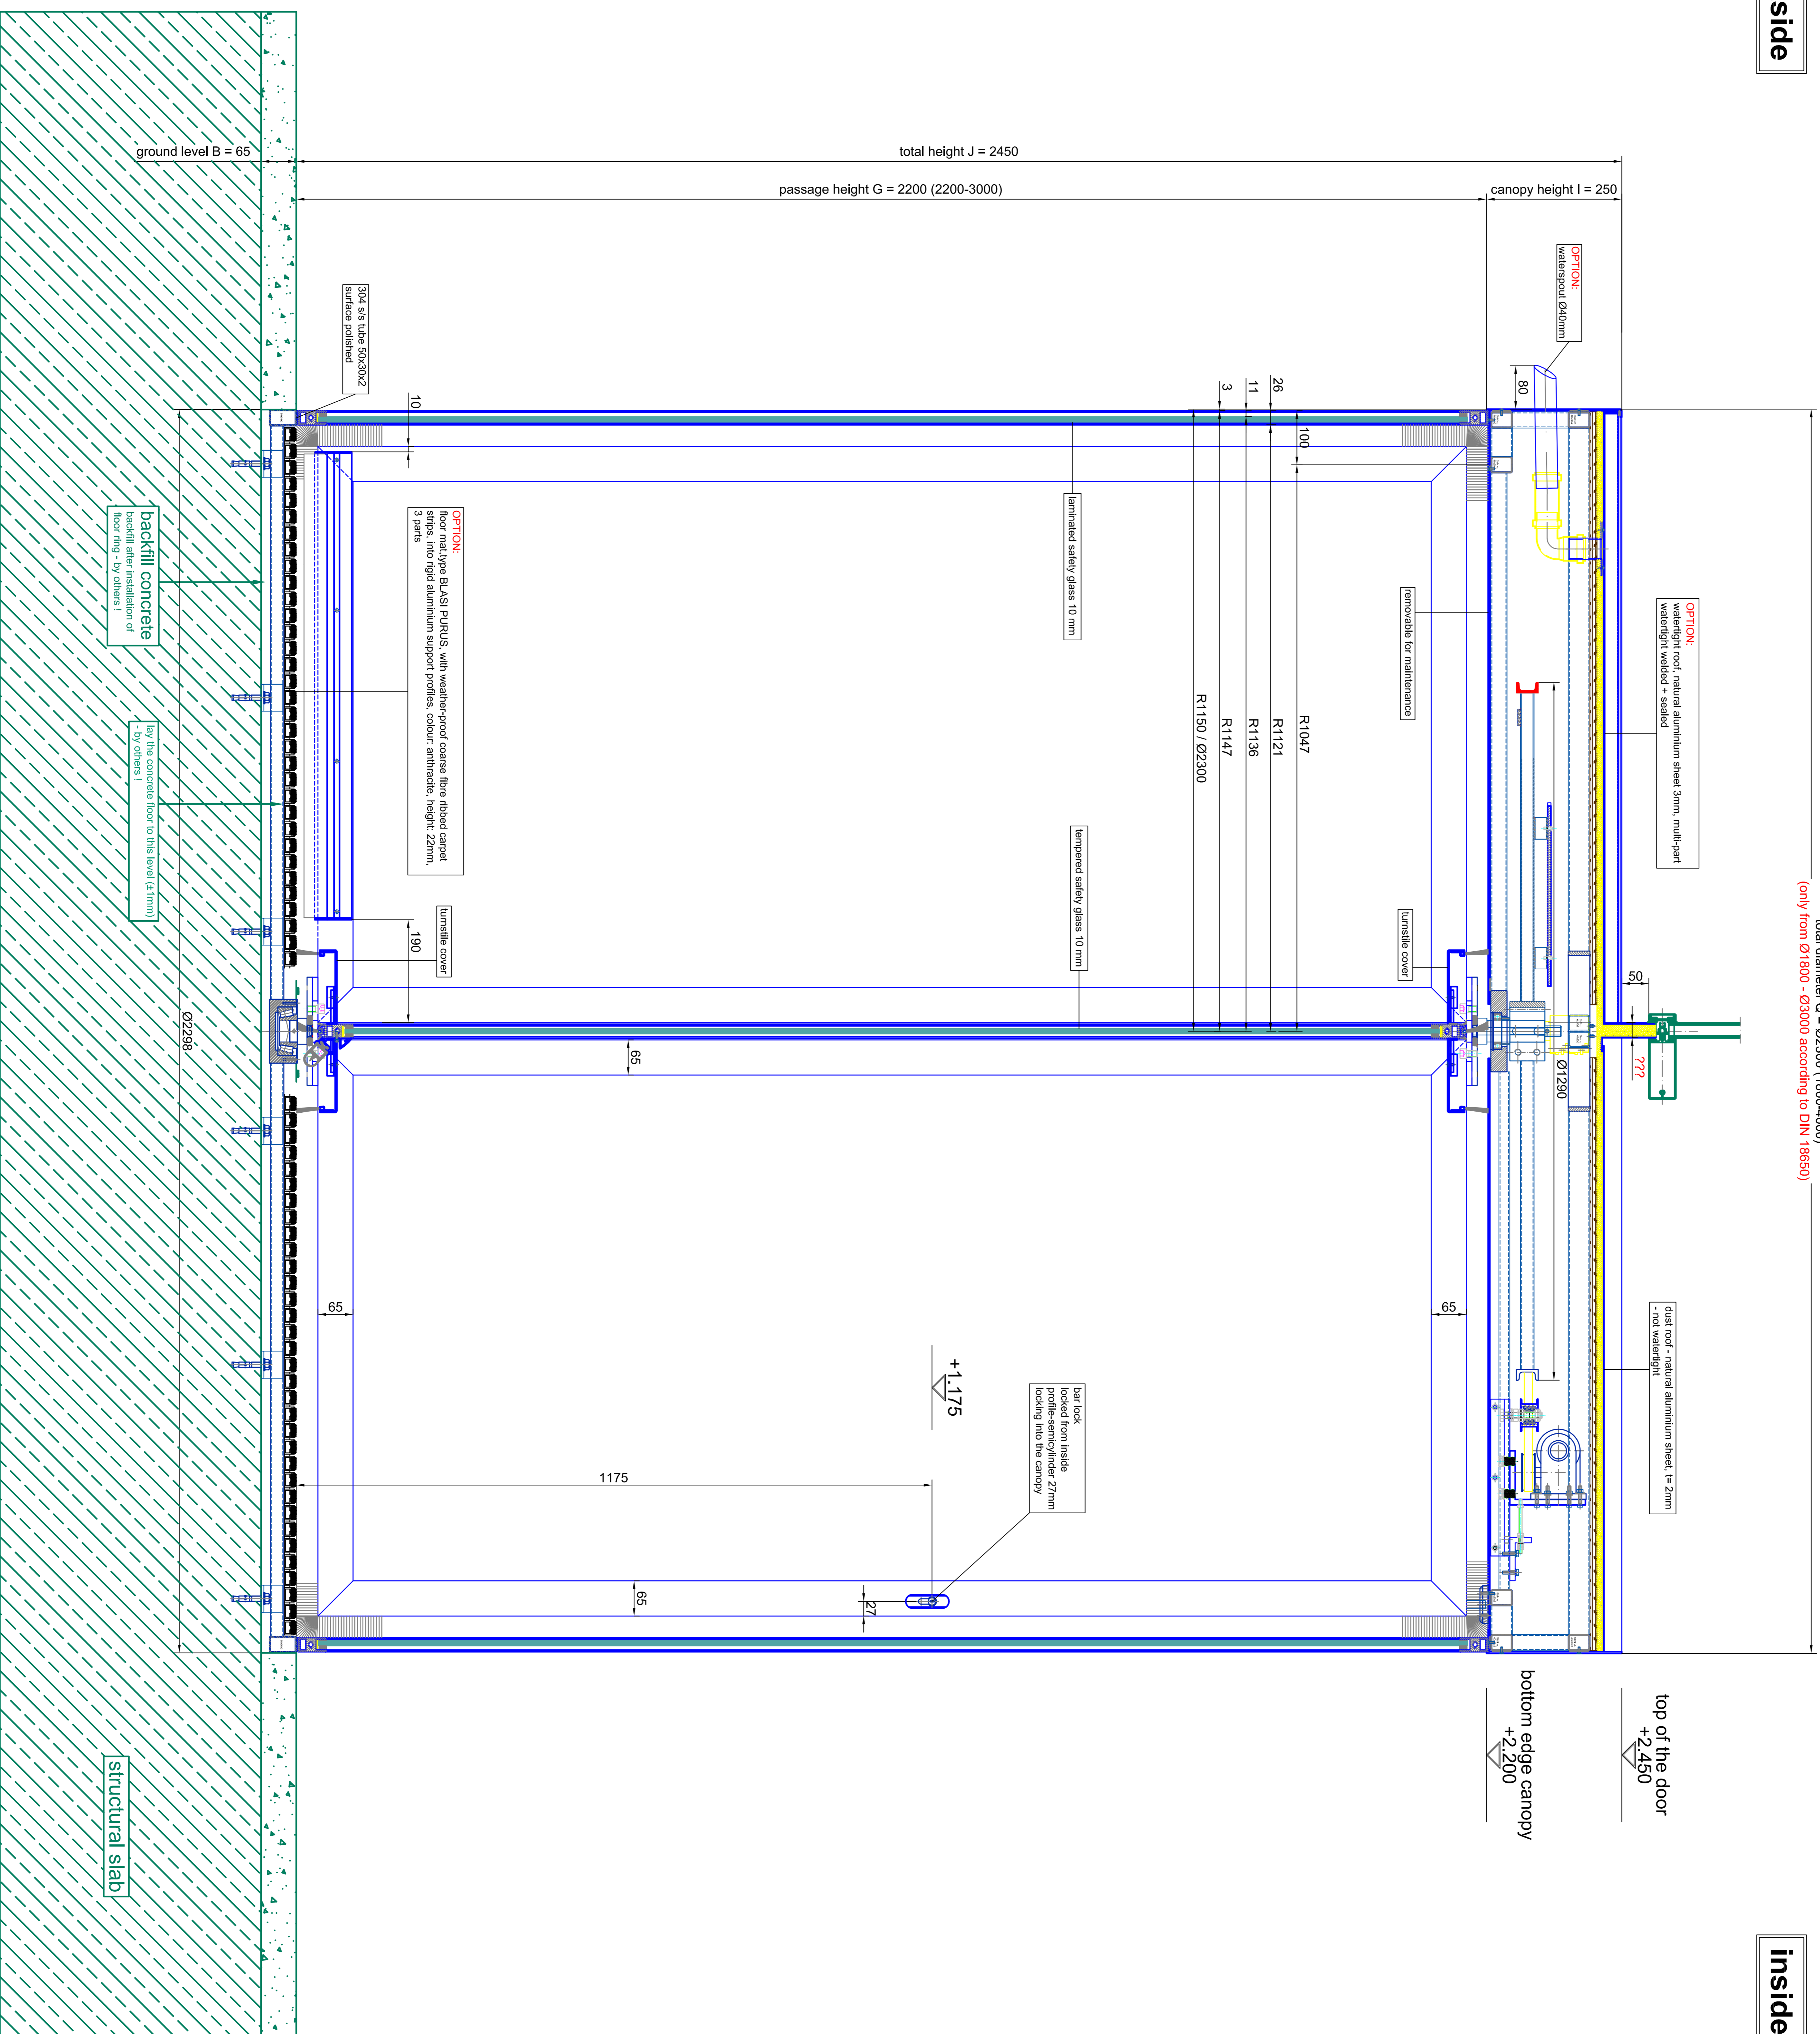 side
inside
(only from Ø1800 - Ø3000 according to DIN 18650)
ground level B = 65
total height J = 2450
passage height G = 2200 (2200-3000)
canopy height I = 250
OPTION:
waterspout Ø40mm
80
OPTION:
watertight roof, natural aluminium sheet 3mm, multi-part
watertight welded + sealed
50
???
Ø1290
dust roof - natural aluminium sheet, t= 2mm
- not watertight
top of the door
+2.450
bottom edge canopy
+2.200
removable for maintenance
turnstile cover
100
R1047
26
R1121
11
R1136
3
R1147
R1150 / Ø2300
laminated safety glass 10 mm
tempered safety glass 10 mm
65
bar lock
locked from inside
profile-semicylinder 27mm
locking into the canopy
+1.175
1175
27
65
65
65
304 s/s tube 50x30x2
surface polished
10
OPTION:
floor mat,type BLASI PURUS, with weather-proof coarse fibre ribbed carpet
strips, into rigid aluminium support profiles, colour: anthracite, height: 22mm,
3 parts
190
turnstile cover
Ø2298
backfill concrete
backfill after installation of
floor ring - by others !
lay the concrete floor to this level (±1mm)
- by others !
structural slab